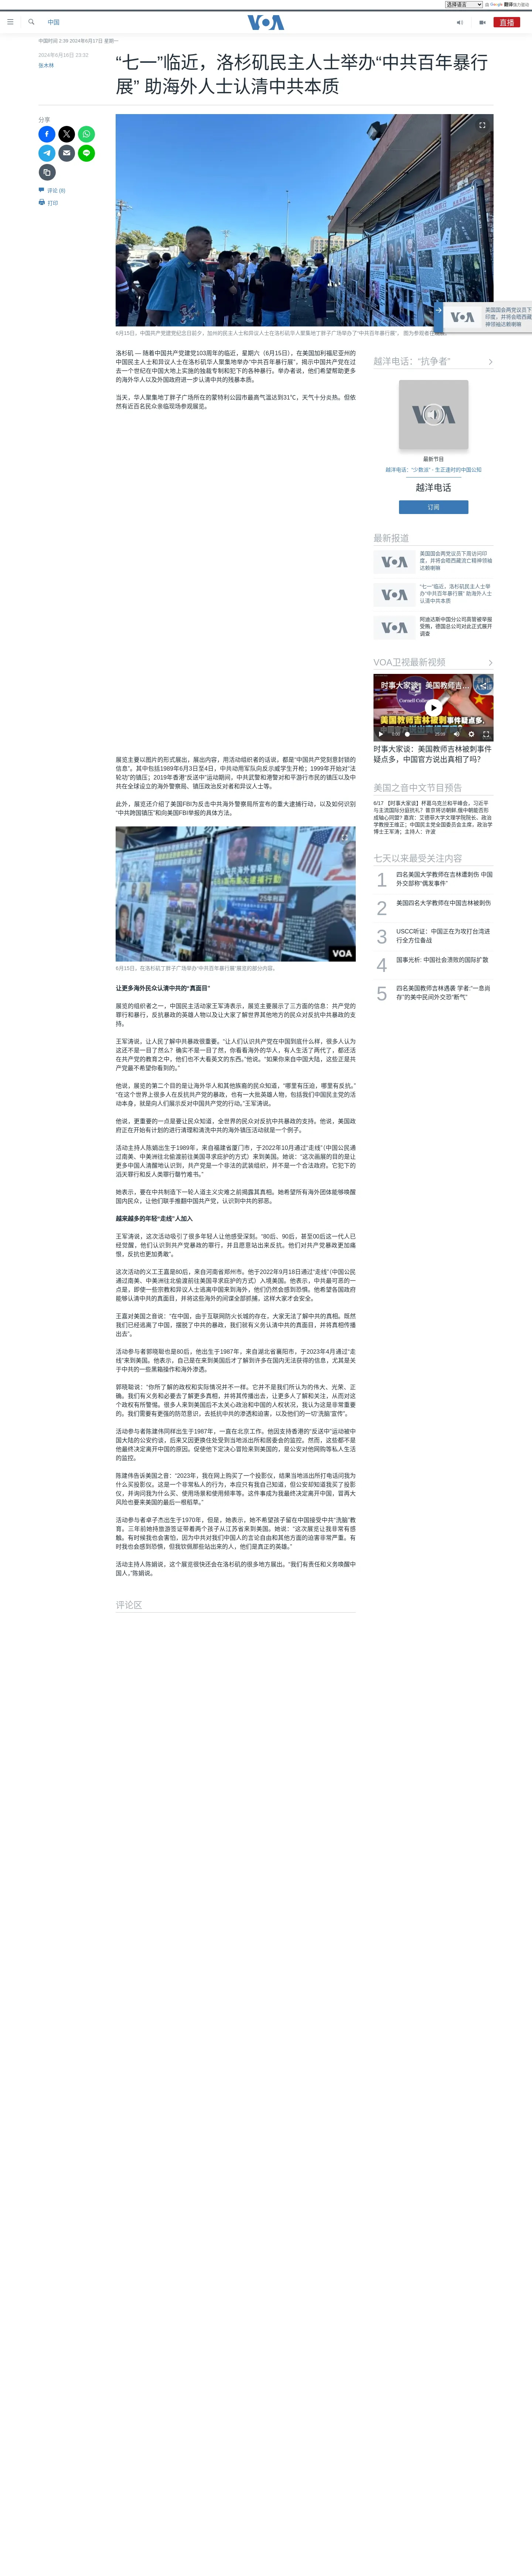 选择语言 由 Google 翻译强力驱动
中国
VOA
直播
中国时间 2:39 2024年6月17日 星期一
2024年6月16日 23:20
张木林
“七一”临近，洛杉矶民主人士举办“中共百年暴行
展” 助海外人士认清中共本质
分享
评论 (8)
打印
6月15日，中国共产党建党纪念日前夕，加州的民主人士和异议人士在洛杉矶华人聚集地丁胖子广场举办了“中共百年暴行展”。图为参观者在观展。
美国国会两党议员下周访问
印度，并将会晤西藏流亡精
神领袖达赖喇嘛
洛杉矶 — 随着中国共产党建党103周年的临近，星期六（6月15日），在美国加利福尼亚州的
中国民主人士和异议人士在洛杉矶华人聚集地举办“中共百年暴行展”，揭示中国共产党在过
去一个世纪在中国大地上实施的独裁专制和犯下的各种暴行。举办者说，他们希望帮助更多
的海外华人以及外国政府进一步认清中共的残暴本质。
当天，华人聚集地丁胖子广场所在的蒙特利公园市最高气温达到31℃，天气十分炎热。但依
然有近百名民众亲临现场参观展览。
展览主要以图片的形式展出，展出内容，用活动组织者的话说，都是“中国共产党刻意封锁的
信息”。其中包括1989年6月3日至4日，中共动用军队向反示威学生开枪；1999年开始对“法
轮功”的镇压；2019年香港“反送中”运动期间，中共武警和港警对和平游行市民的镇压以及中
共在全球设立的海外警察局、镇压政治反对者和异议人士等。
此外，展览还介绍了美国FBI为反击中共海外警察局所宣布的重大逮捕行动，以及如何识别
“中共跨国镇压”和向美国FBI举报的具体方法。
VOA
6月15日，在洛杉矶丁胖子广场举办“中共百年暴行展”展览的部分内容。
让更多海外民众认清中共的“真面目”
展览的组织者之一，中国民主活动家王军涛表示，展览主要展示了三方面的信息：共产党的
罪行和暴行，反抗暴政的英雄人物以及让大家了解世界其他地方的民众对反抗中共暴政的支
持。
王军涛说，让人民了解中共暴政很重要。“让人们认识共产党在中国到底什么样，很多人认为
这还不是一目了然么？确实不是一目了然，你看看海外的华人，有人生活了两代了，都还活
在共产党的教育之中，他们也不大看英文的东西。”他说。“如果你来自中国大陆，这些正是共
产党最不希望你看到的。”
他说，展览的第二个目的是让海外华人和其他族裔的民众知道，“哪里有压迫，哪里有反抗。”
“在这个世界上很多人在反抗共产党的暴政，也有一大批英雄人物，包括我们中国民主党的活
动本身，就是向人们展示反对中国共产党的行动。”王军涛说。
他说，更重要的一点是要让民众知道，全世界的民众对反抗中共暴政的支持。他说，美国政
府正在开始有计划的进行清理和清洗中共的海外镇压活动就是一个例子。
活动主持人陈娟出生于1989年，来自福建省厦门市，于2022年10月通过“走线”（中国公民通
过南美、中美洲往北偷渡前往美国寻求庇护的方式）来到美国。她说：“这次画展的目的是让
更多中国人清醒地认识到，共产党是一个非法的武装组织，并不是一个合法政府。它犯下的
滔天罪行和反人类罪行罄竹难书。”
她表示，要在中共制造下一轮人道主义灾难之前揭露其真相。她希望所有海外团体能够唤醒
国内民众，让他们联手推翻中国共产党，认识到中共的邪恶。
越来越多的年轻“走线”人加入
王军涛说，这次活动吸引了很多年轻人让他感受深刻。“80后、90后，甚至00后这一代人已
经觉醒，他们认识到共产党暴政的罪行，并且愿意站出来反抗。他们对共产党暴政更加痛
恨，反抗也更加勇敢”。
这次活动的义工王嘉是80后，来自河南省郑州市。他于2022年9月18日通过“走线”（中国公民
通过南美、中美洲往北偷渡前往美国寻求庇护的方式）入境美国。他表示，中共最可恶的一
点是，即使一些宗教和异议人士逃离中国来到海外，他们仍然会感到恐惧。他希望各国政府
能够认清中共的真面目，并将这些海外的间谍全部抓捕，这样大家才会安全。
王嘉对美国之音说：“在中国，由于互联网防火长城的存在，大家无法了解中共的真相。既然
我们已经逃离了中国，摆脱了中共的暴政，我们就有义务认清中共的真面目，并将真相传播
出去”。
活动参与者郭晓聪也是80后，他出生于1987年，来自湖北省襄阳市，于2023年4月通过“走
线”来到美国。他表示，自己是在来到美国后才了解到许多在国内无法获得的信息，尤其是关
于中共的一些黑箱操作和海外渗透。
郭晓聪说：“你所了解的政权和实际情况并不一样。它并不是我们所认为的伟大、光荣、正
确。我们有义务和必要去了解更多真相，并将其传播出去，让更多人了解和关注，从而对这
个政权有所警惕。很多人来到美国后不太关心政治和中国的人权状况，我认为这是非常重要
的。我们需要有更强的防范意识，去抵抗中共的渗透和迫害，以及他们的一切‘洗脑’宣传”。
活动参与者陈建伟同样出生于1987年，一直在北京工作。他因支持香港的“反送中”运动被中
国大陆的公安约谈，后来又因更换住处受到当地派出所和居委会的监控。然而，这些都不是
他最终决定离开中国的原因。促使他下定决心冒险来到美国的，是公安对他网购等私人生活
的监控。
陈建伟告诉美国之音：“2023年，我在网上购买了一个投影仪，结果当地派出所打电话问我为
什么买投影仪。这是一个非常私人的行为，本应只有我自己知道，但公安却知道我买了投影
仪，并询问我为什么买、使用场景和使用频率等。这件事成为我最终决定离开中国，冒再大
风险也要来美国的最后一根稻草。”
活动参与者卓子杰出生于1970年，但是，她表示，她不希望孩子留在中国接受中共“洗脑”教
育，三年前她持旅游签证带着两个孩子从江苏省来到美国。她说：“这次展览让我非常有感
触。有时候我也会害怕，因为中共对我们中国人的言论自由和其他方面的迫害非常严重。有
时我也会感到恐惧，但我钦佩那些站出来的人，他们是真正的英雄。”
活动主持人陈娟说，这个展览很快还会在洛杉矶的很多地方展出。“我们有责任和义务唤醒中
国人，”陈娟说。
评论区
越洋电话：“抗争者”
VOA
最新节目
越洋电话：“少数派” - 生正逢时的中国公知
越洋电话
订阅
最新报道
VOA
美国国会两党议员下周访问印
度，并将会晤西藏流亡精神领袖
达赖喇嘛
VOA
“七一”临近，洛杉矶民主人士举
办“中共百年暴行展” 助海外人士
认清中共本质
VOA
阿迪达斯中国分公司高管被举报
受贿，德国总公司对此正式展开
调查
VOA卫视最新视频
时事大家谈：美国教师吉...
Cornell College
美国教师吉林被刺事件疑点多,
0:00
时事大家谈：美国教师吉林被刺事件
疑点多，中国官方说出真相了吗？
美国之音中文节目预告
6/17 【时事大家谈】杯葛乌克兰和平峰会，习近平
与主流国际分庭抗礼？普京将访朝鲜,俄中朝能否形
成轴心同盟? 嘉宾：艾德菲大学文理学院院长、政治
学教授王维正；中国民主党全国委员会主席、政治学
博士王军涛；主持人：许波
七天以来最受关注内容
1 四名美国大学教师在吉林遭刺伤 中国
外交部称“偶发事件”
2 美国四名大学教师在中国吉林被刺伤
3 USCC听证：中国正在为攻打台湾进
行全方位备战
4 国事光析: 中国社会溃败的国际扩散
5 四名美国教师吉林遇袭 学者:“一息尚
存”的美中民间外交恐“断气”